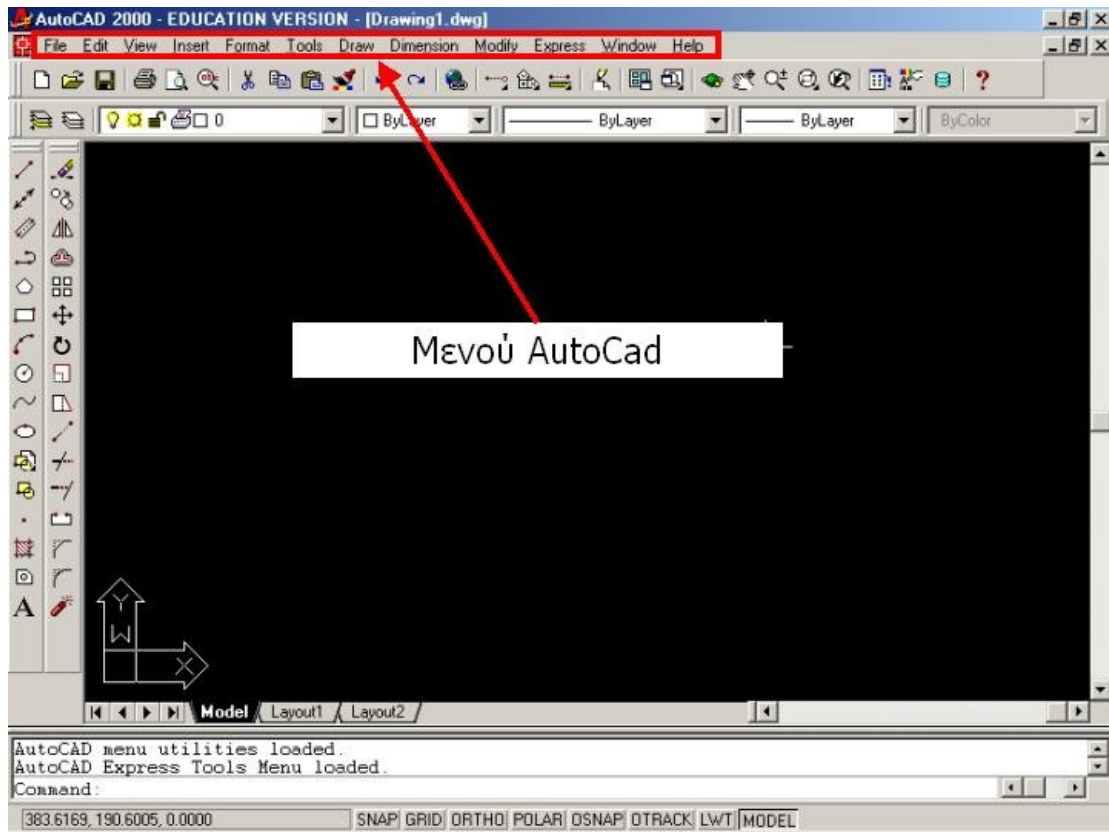 AutoCAD 2000 - EDUCATION VERSION - [Drawing1.dwg]
File Edit View Insert Format Tools Draw Dimension Modify Express Window Help
0 ByLayer ByLayer ByLayer ByColor
Μενού AutoCad
Y
W
X
Model Layout1 Layout2
AutoCAD menu utilities loaded.
AutoCAD Express Tools Menu loaded.
Command:
383.6169, 190.6005, 0.0000 SNAP GRID ORTHO POLAR OSNAP OTRACK LWT MODEL